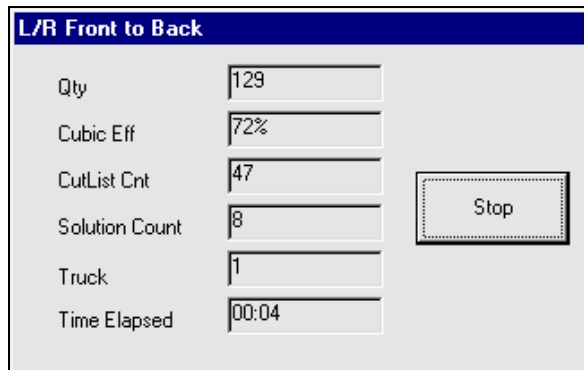 L/R Front to Back
Qty 129
Cubic Eff 72%
CutList Cnt 47
Solution Count 8
Stop
Truck 1
Time Elapsed 00:04